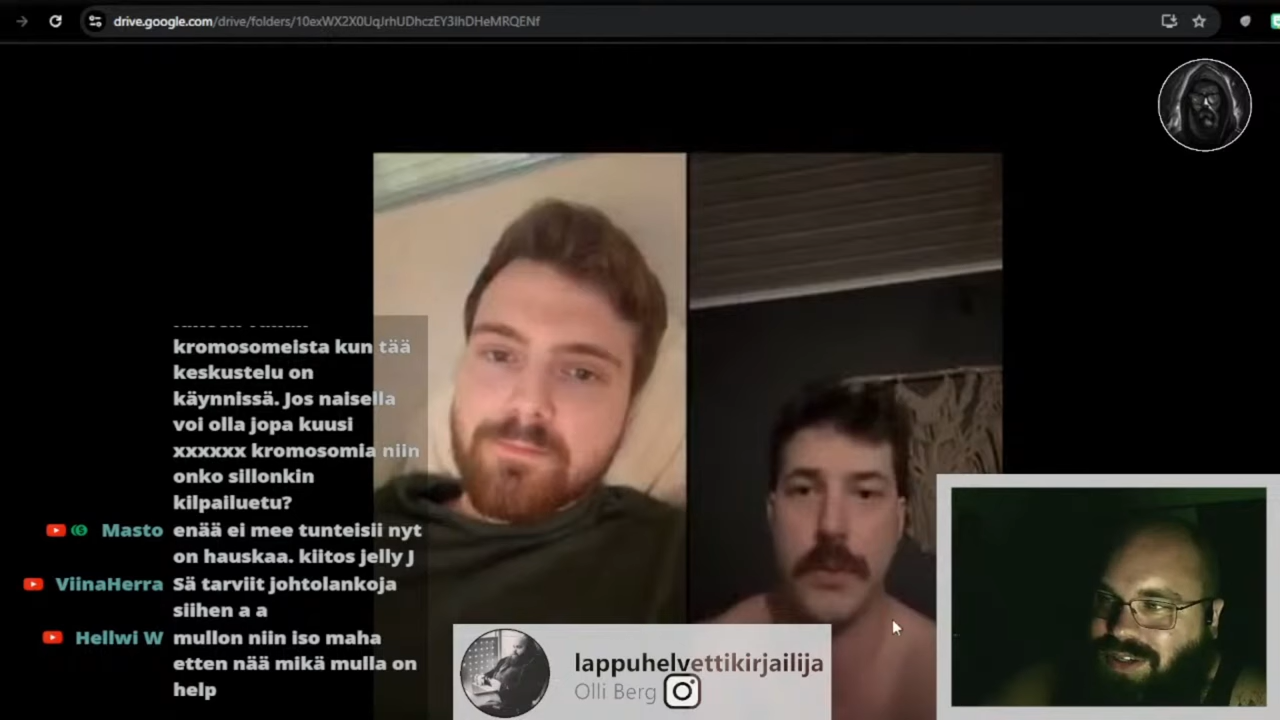 drive.google.com/drive/folders/10exWX2X0UqJrhUDhczEY3IhDHeMRQENf
kromosomeista kun tää
keskustelu on
käynnissä. Jos naisella
voi olla jopa kuusi
xxxxxx kromosomia niin
onko sillonkin
kilpailuetu?
Masto enää ei mee tunteisii nyt
on hauskaa. kiitos jelly J
ViinaHerra Sä tarviit johtolankoja
siihen a a
Hellwi W mullon niin iso maha
etten nää mikä mulla on
help
lappuhelvettikirjailija
Olli Berg